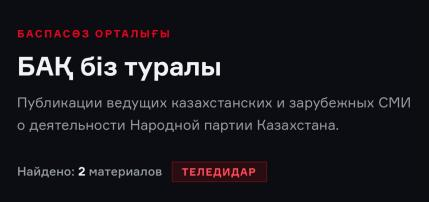 БАСПАСӨЗ ОРТАЛЫҒЫ
БАҚ біз туралы
Публикации ведущих казахстанских и зарубежных СМИ
о деятельности Народной партии Казахстана.
Найдено: 2 материалов ТЕЛЕДИДАР